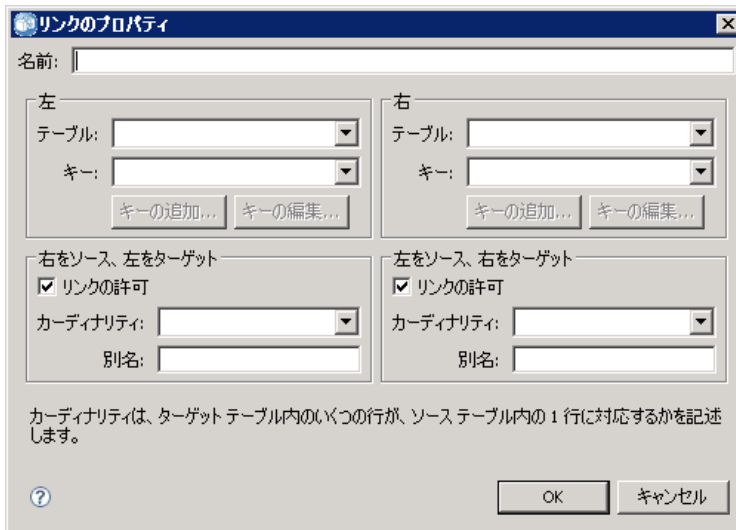 リンクのプロパティ
名前:
左
右
テーブル:
テーブル:
キー:
キー:
キーの追加... キーの編集...
キーの追加... キーの編集...
右をソース、左をターゲット
左をソース、右をターゲット
リンクの許可
リンクの許可
カーディナリティ:
カーディナリティ:
別名:
別名:
カーディナリティは、ターゲット テーブル内のいくつの行が、ソース テーブル内の 1 行に対応するかを記述
します。
?
OK キャンセル